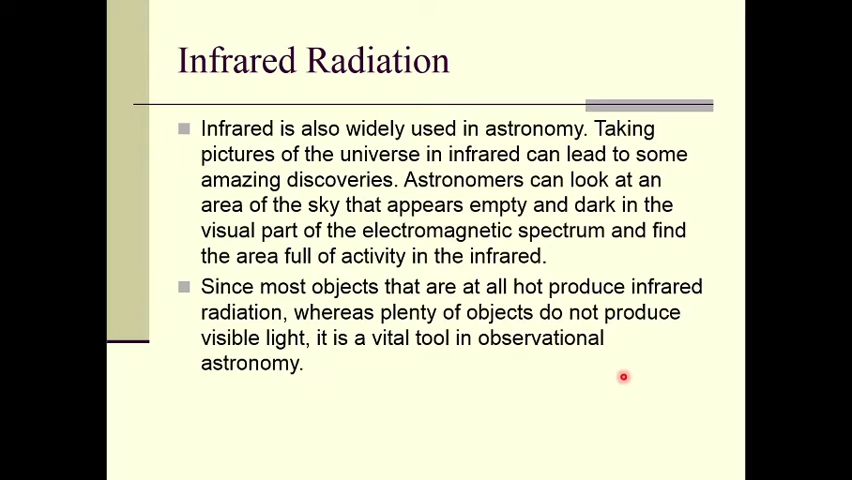 Infrared Radiation
Infrared is also widely used in astronomy. Taking
pictures of the universe in infrared can lead to some
amazing discoveries. Astronomers can look at an
area of the sky that appears empty and dark in the
visual part of the electromagnetic spectrum and find
the area full of activity in the infrared.
Since most objects that are at all hot produce infrared
radiation, whereas plenty of objects do not produce
visible light, it is a vital tool in observational
astronomy.